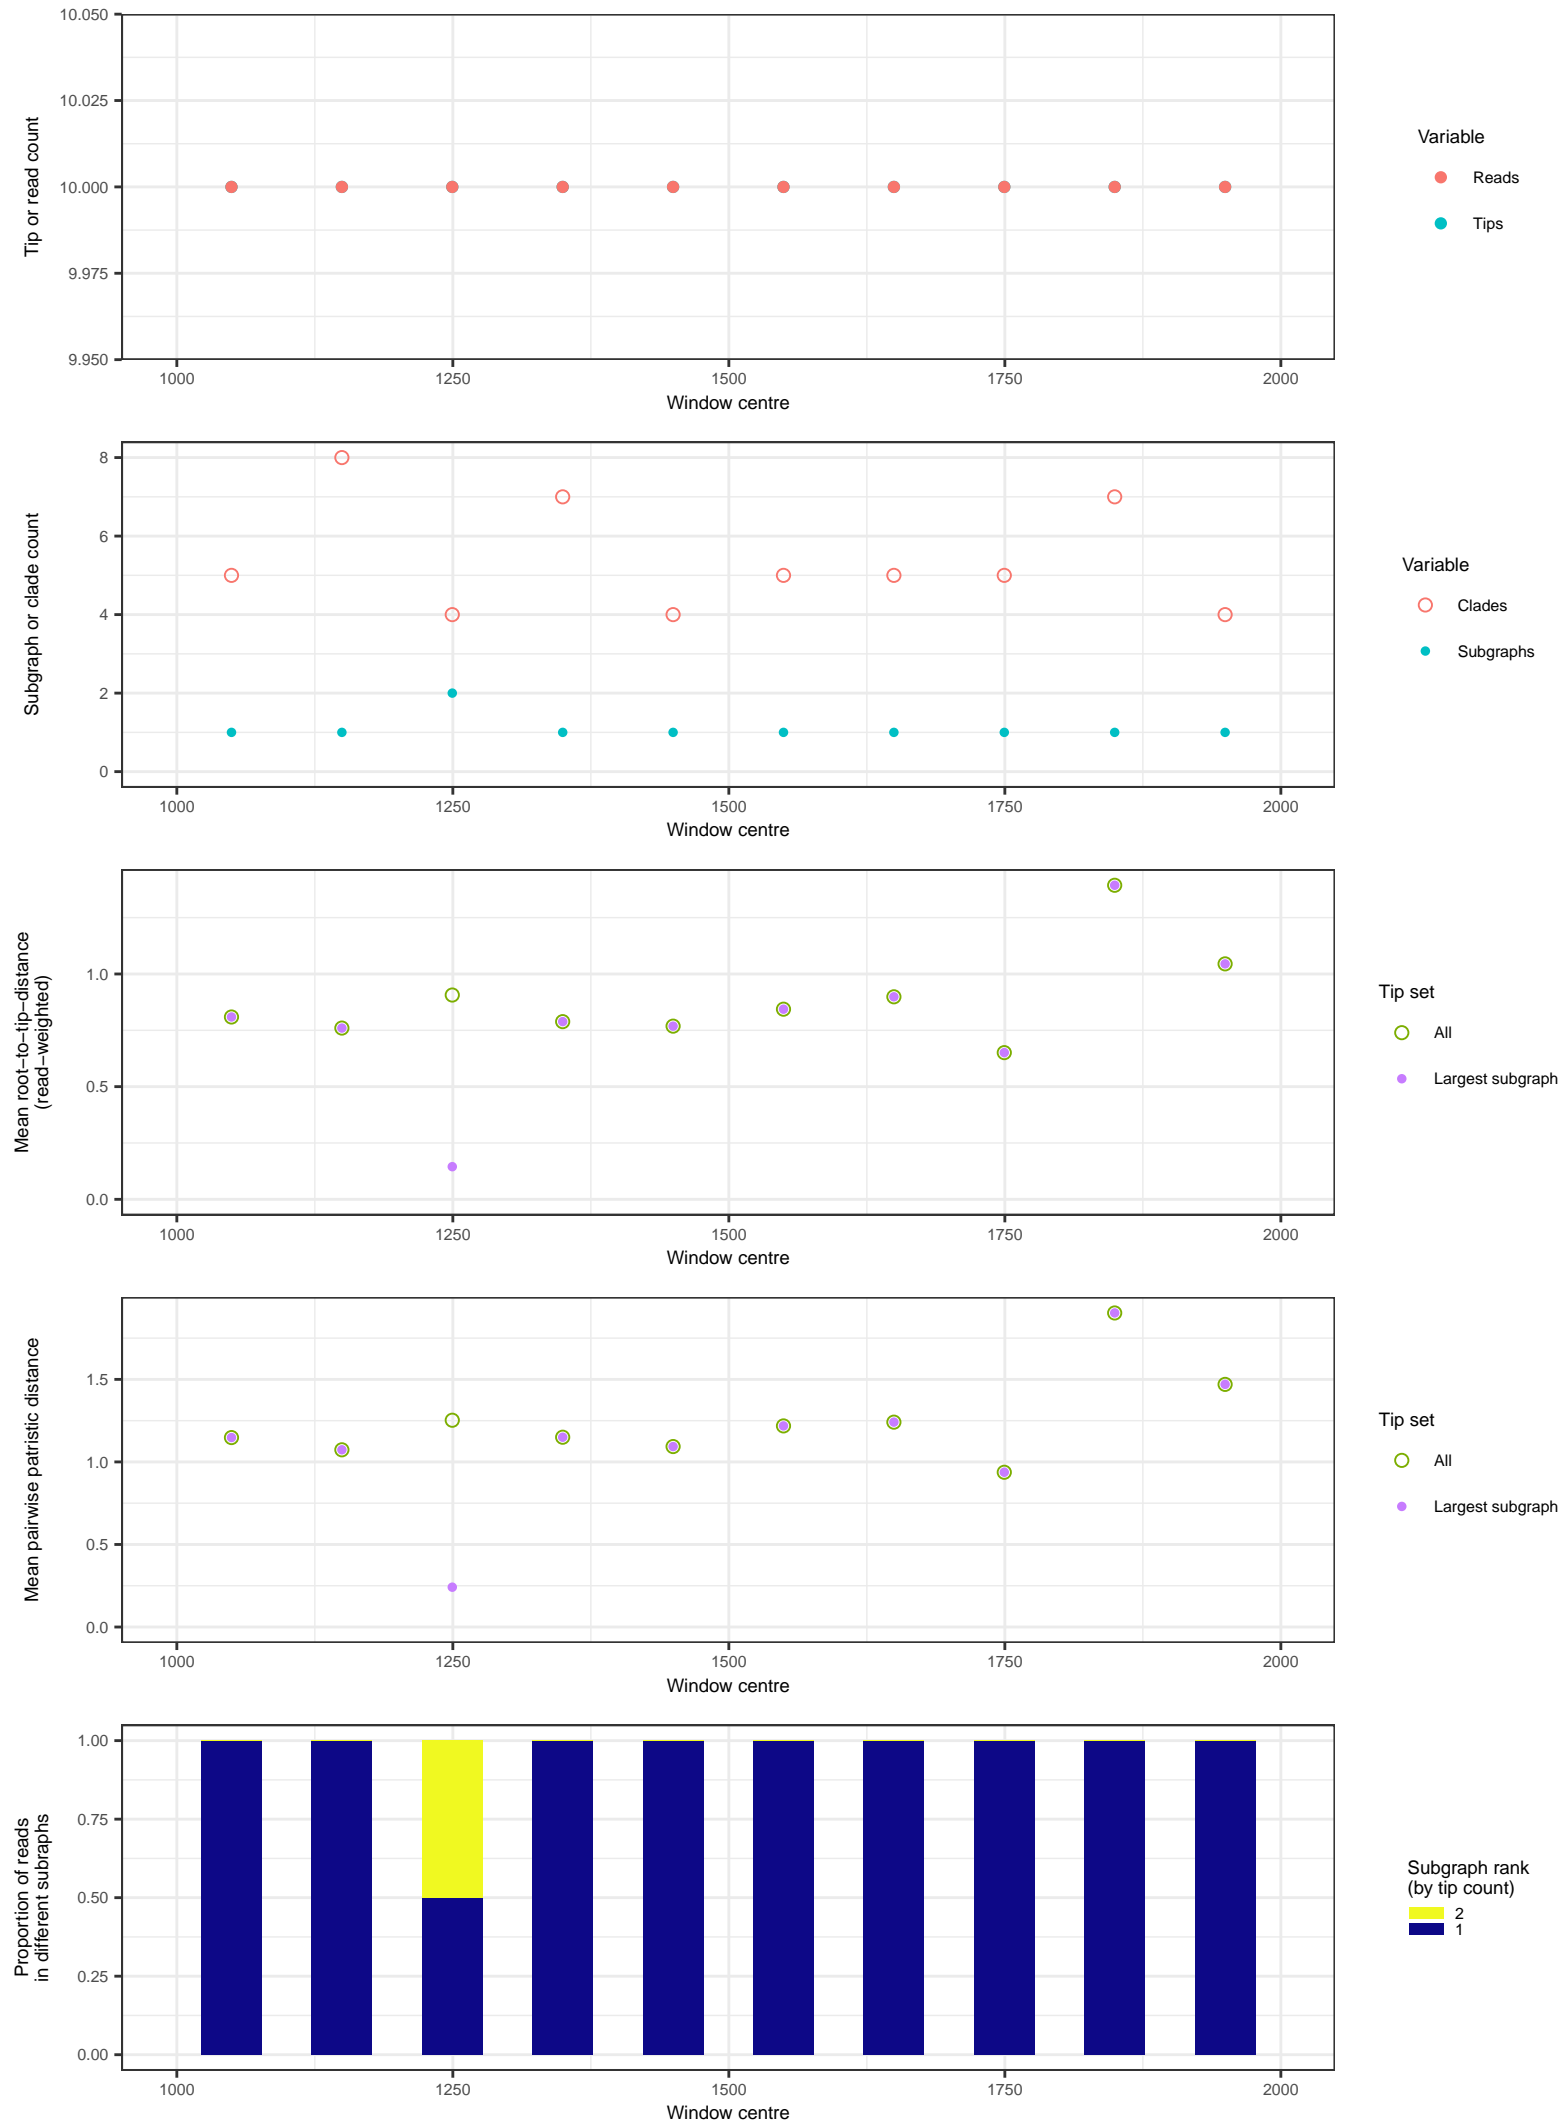 10.050
10.025
10.000
9.975
9.950
Tip or read count
1000 1250 1500 1750 2000
Window centre
Variable
Reads
Tips
8
6
4
2
0
Subgraph or clade count
1000 1250 1500 1750 2000
Window centre
Variable
Clades
Subgraphs
1.0
0.5
0.0
Mean root−to−tip−distance
(read−weighted)
1000 1250 1500 1750 2000
Window centre
Tip set
All
Largest subgraph
1.5
1.0
0.5
0.0
Mean pairwise patristic distance
1000 1250 1500 1750 2000
Window centre
Tip set
All
Largest subgraph
1.00
0.75
0.50
0.25
0.00
Proportion of reads
in different subraphs
1000 1250 1500 1750 2000
Window centre
Subgraph rank
(by tip count)
2
1